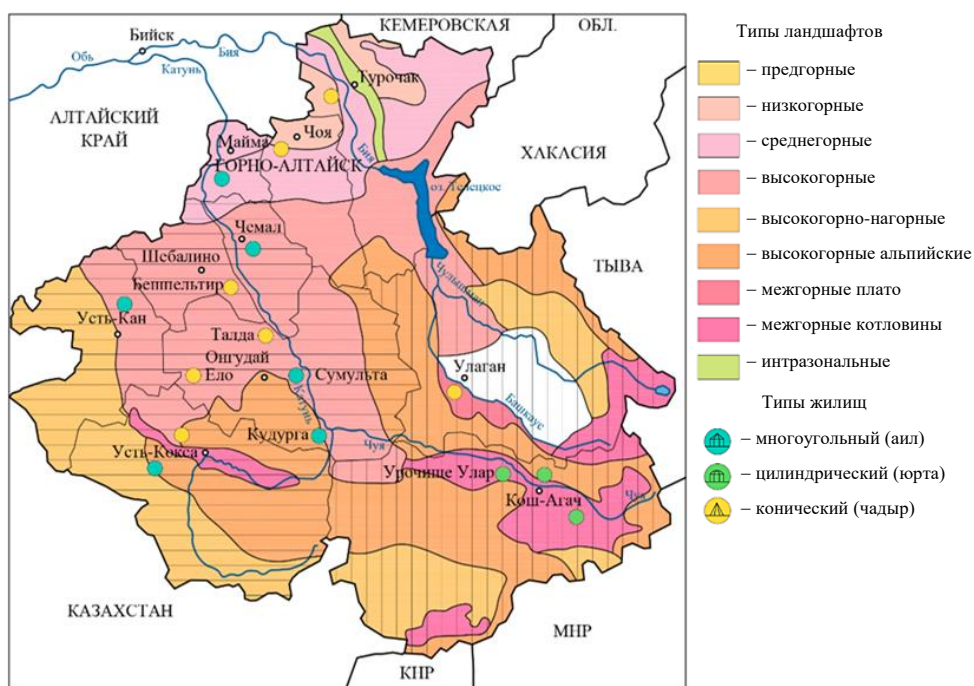 КЕМЕРОВСКАЯ ОБЛ.
Бийск
Обь
Бия
Катунь
АЛТАЙСКИЙ
КРАЙ
Турочак
Чоя
Майма
ГОРНО-АЛТАЙСК
Бия
ХАКАСИЯ
оз. Телецкое
Чемал
Шебалино
Беппельтир
Чулышман
ТЫВА
Усть-Кан
Талда
Онгудай
Ело
Сумульта
Улаган
Катунь
Башкаус
Кудурга
Чуя
Усть-Кокса
Урочище Улар
Кош-Агач
Чуя
КАЗАХСТАН
МНР
КНР
Типы ландшафтов
– предгорные
– низкогорные
– среднегорные
– высокогорные
– высокогорно-нагорные
– высокогорные альпийские
– межгорные плато
– межгорные котловины
– интразональные
Типы жилищ
– многоугольный (аил)
– цилиндрический (юрта)
– конический (чадыр)